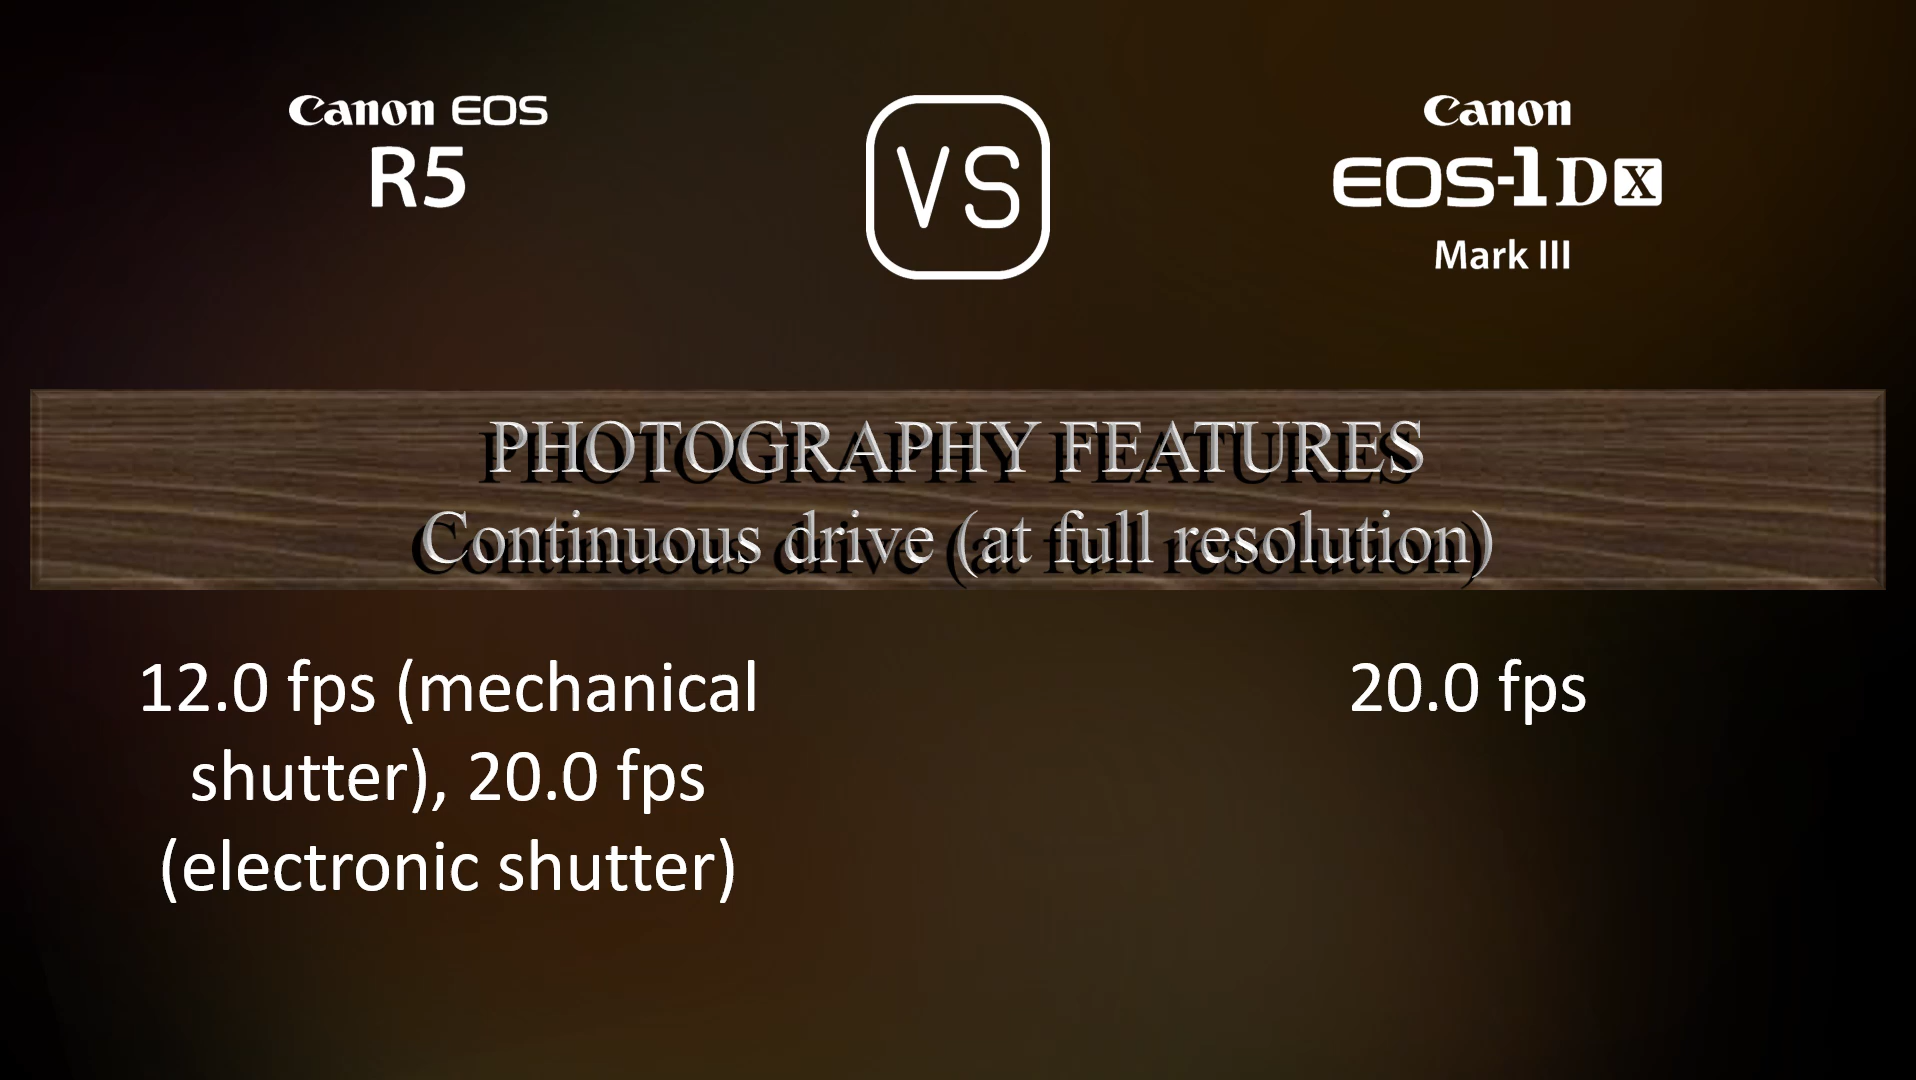 Canon EOS
R5
VS
Canon
EOS-1DX
Mark III
PHOTOGRAPHY FEATURES
Continuous drive (at full resolution)
12.0 fps (mechanical
shutter), 20.0 fps
(electronic shutter)
20.0 fps